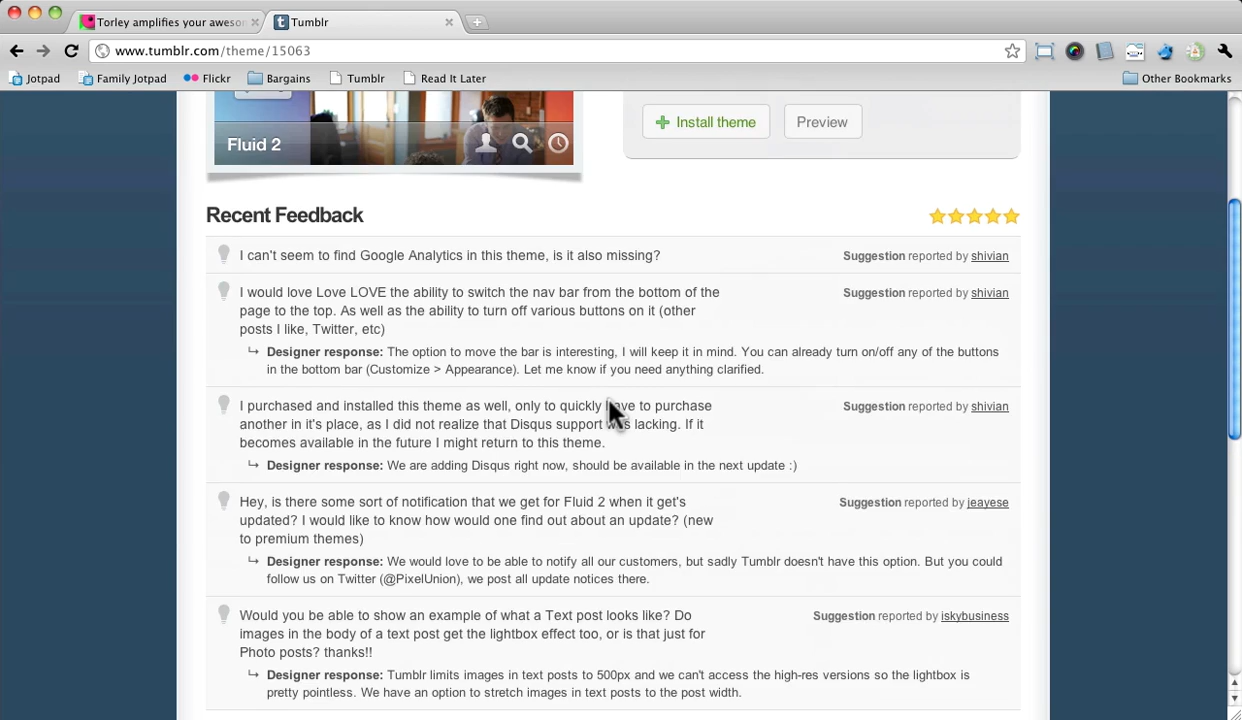 Torley amplifies your aweson
Tumblr
www.tumblr.com/theme/15063
Jotpad
Family Jotpad
Flickr
Bargains
Tumblr
Read It Later
Other Bookmarks
Fluid 2
Install theme
Preview
Recent Feedback
I can't seem to find Google Analytics in this theme, is it also missing?
Suggestion reported by shivian
I would love Love LOVE the ability to switch the nav bar from the bottom of the
page to the top. As well as the ability to turn off various buttons on it (other
posts I like, Twitter, etc)
Suggestion reported by shivian
Designer response: The option to move the bar is interesting, I will keep it in mind. You can already turn on/off any of the buttons
in the bottom bar (Customize > Appearance). Let me know if you need anything clarified.
I purchased and installed this theme as well, only to quickly have to purchase
another in it's place, as I did not realize that Disqus support was lacking. If it
becomes available in the future I might return to this theme.
Suggestion reported by shivian
Designer response: We are adding Disqus right now, should be available in the next update :)
Hey, is there some sort of notification that we get for Fluid 2 when it get's
updated? I would like to know how would one find out about an update? (new
to premium themes)
Suggestion reported by jeayese
Designer response: We would love to be able to notify all our customers, but sadly Tumblr doesn't have this option. But you could
follow us on Twitter (@PixelUnion), we post all update notices there.
Would you be able to show an example of what a Text post looks like? Do
images in the body of a text post get the lightbox effect too, or is that just for
Photo posts? thanks!!
Suggestion reported by iskybusiness
Designer response: Tumblr limits images in text posts to 500px and we can't access the high-res versions so the lightbox is
pretty pointless. We have an option to stretch images in text posts to the post width.